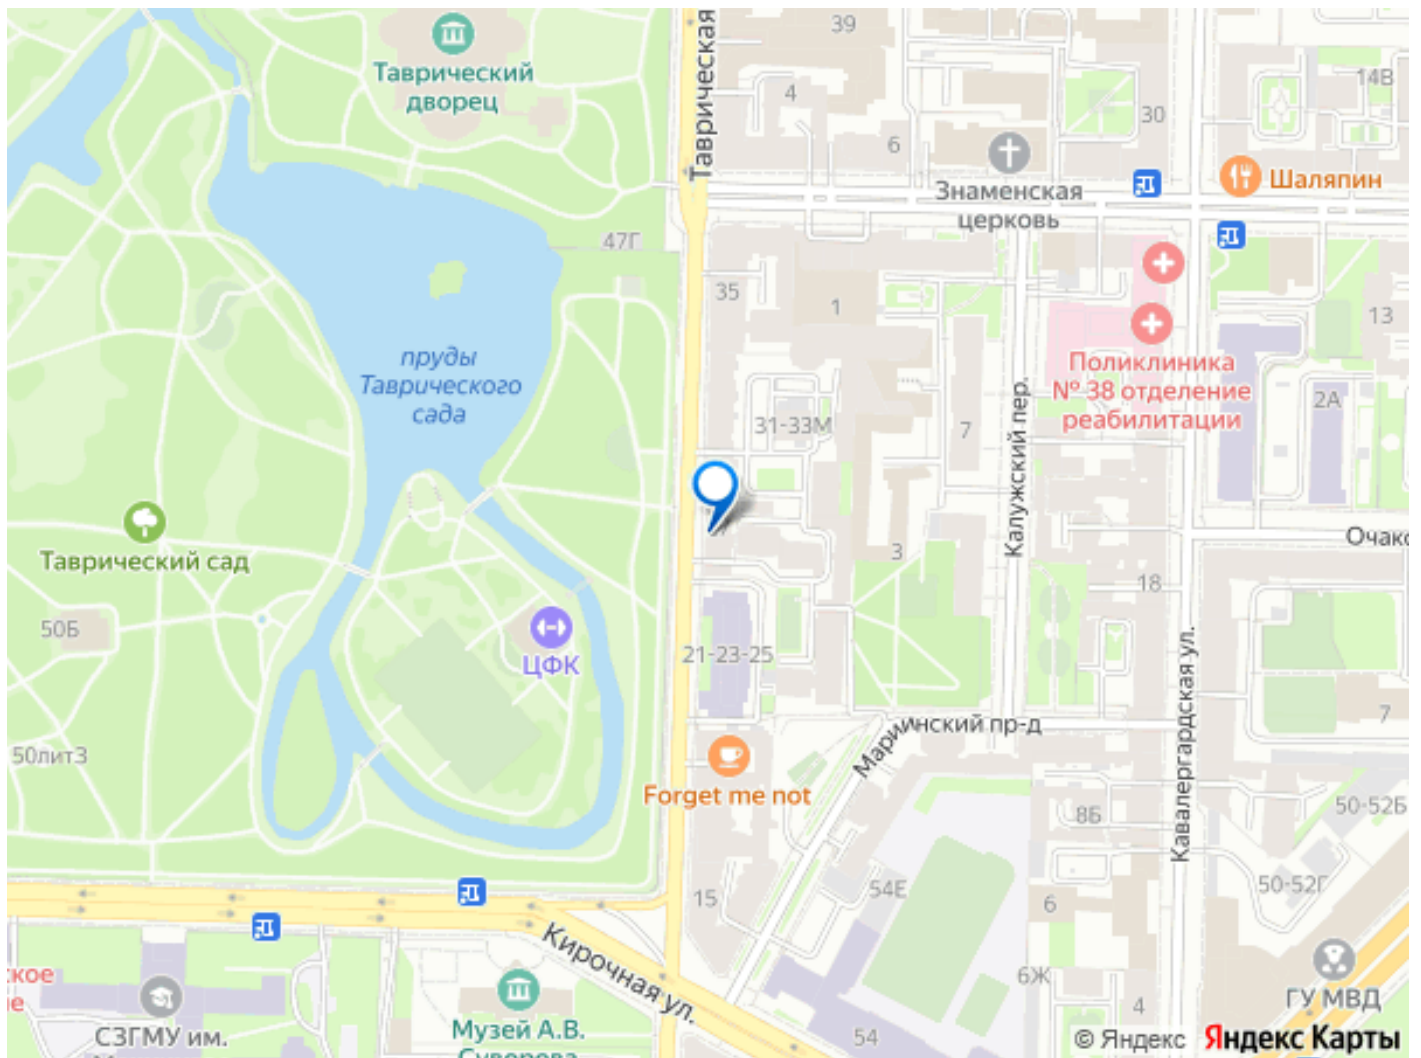 39
Таврический
дворец
Таврическая
4
14В
30
6
Шаляпин
Знаменская
церковь
47Г
35
1
13
пруды
Таврического
сада
Поликлиника
№ 38 отделение
реабилитации
2А
31-33М
7
Калужский пер.
Таврический сад
3
Очако
18
50Б
ЦФК
21-23-25
Мариинский пр-д
7
50литЗ
Forget me not
Кавалергардская ул.
8Б
50-52Б
15
54Е
6
50-52Г
Кирочная ул.
ское
ие
6Ж
ГУ МВД
4
СЗГМУ им.
Музей А.В.
Суворова
54
© Яндекс Яндекс Карты